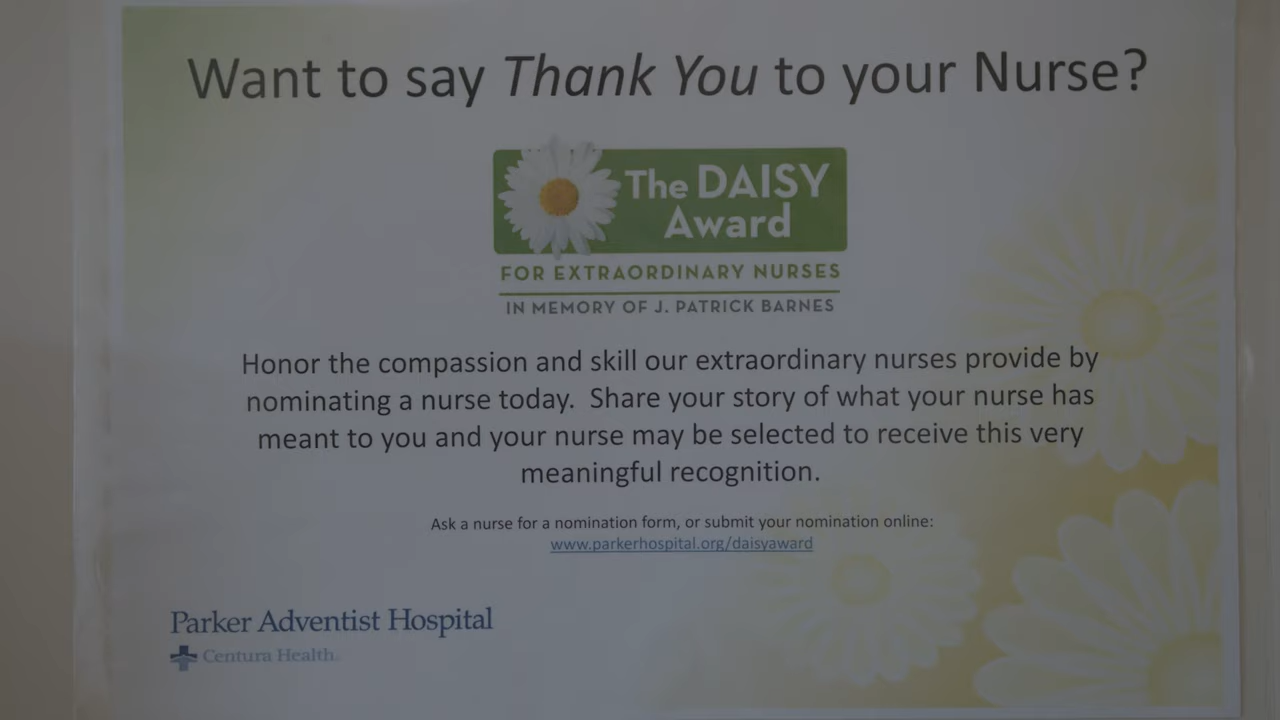 Want to say Thank You to your Nurse?
The DAISY
Award
FOR EXTRAORDINARY NURSES
IN MEMORY OF J. PATRICK BARNES
Honor the compassion and skill our extraordinary nurses provide by
nominating a nurse today.  Share your story of what your nurse has
meant to you and your nurse may be selected to receive this very
meaningful recognition.
Ask a nurse for a nomination form, or submit your nomination online:
www.parkerhospital.org/daisyaward
Parker Adventist Hospital
Centura Health.